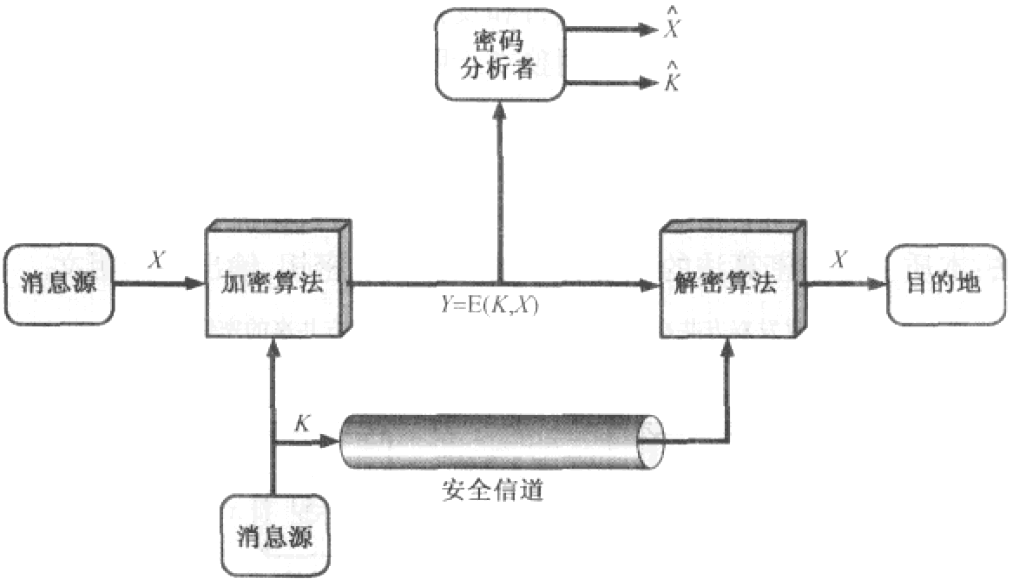 密码
分析者
X̂
K̂
消息源
X
加密算法
Y=E(K,X)
解密算法
X
目的地
K
安全信道
消息源